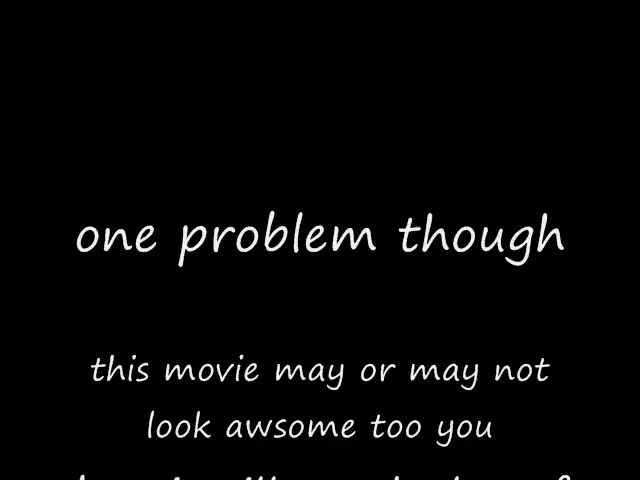 one problem though
this movie may or may not
look awsome too you